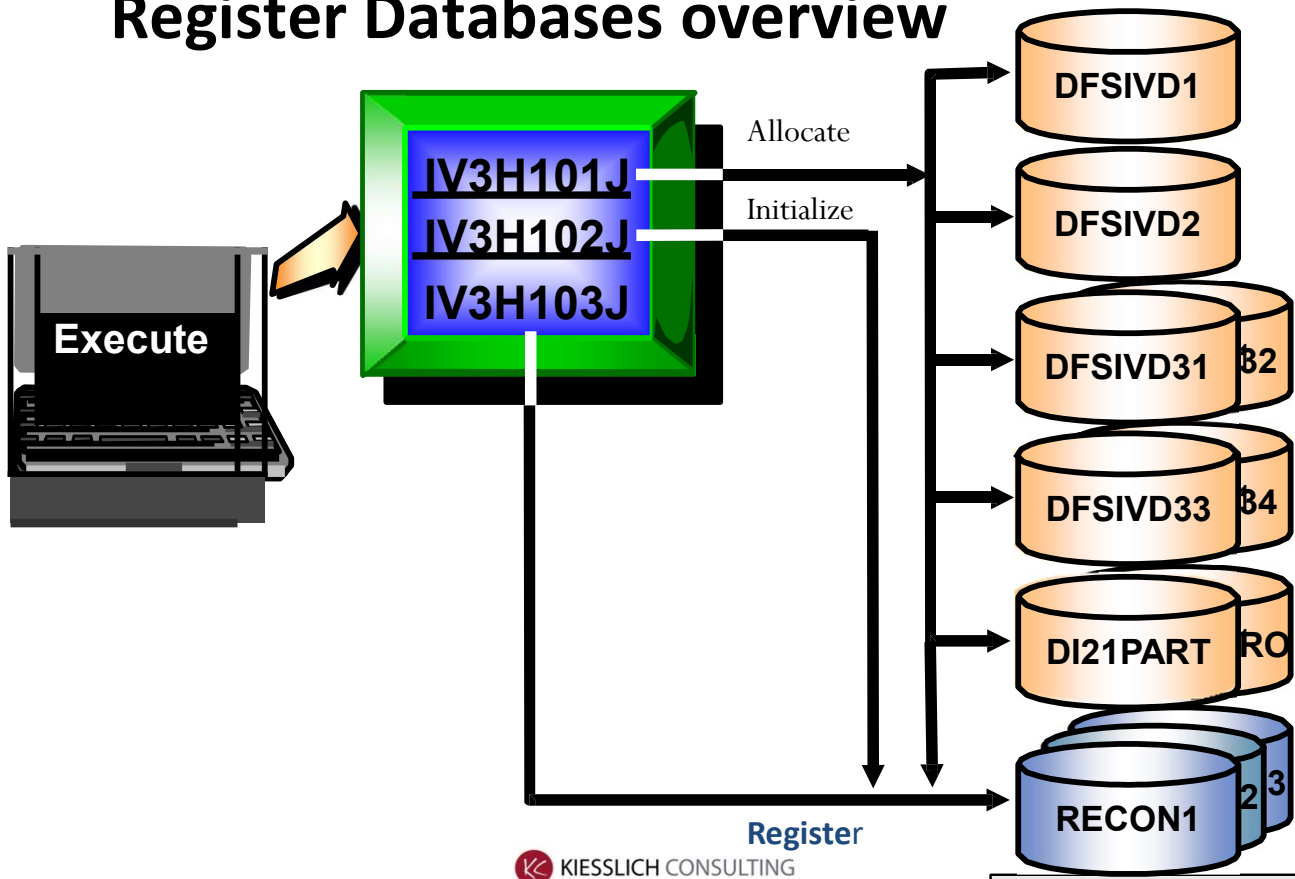 Register Databases overview
Execute
IV3H101J
IV3H102J
IV3H103J
Allocate
Initialize
DFSIVD1
DFSIVD2
DFSIVD31
32
DFSIVD33
34
DI21PART
RO
RECON1
2
3
Register
KC KIESSLICH CONSULTING